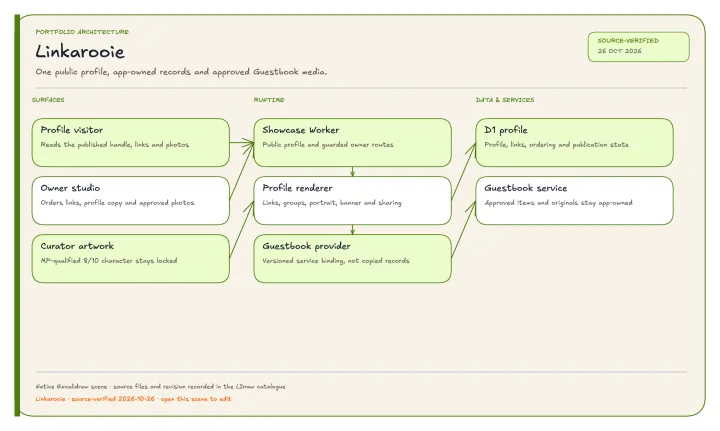 PORTFOLIO ARCHITECTURE
Linkarooie
One public profile, app-owned records and approved Guestbook media.
SOURCE-VERIFIED
26 OCT 2026
SURFACES
RUNTIME
DATA & SERVICES
Profile visitor
Reads the published handle, links and photos
Showcase Worker
Public profile and guarded owner routes
D1 profile
Profile, links, ordering and publication state
Owner studio
Orders links, profile copy and approved photos
Profile renderer
Links, groups, portrait, banner and sharing
Guestbook service
Approved items and originals stay app-owned
Curator artwork
MP-qualified 8/10 character stays locked
Guestbook provider
Versioned service binding, not copied records
Native Excalidraw scene · source files and revision recorded in the LDraw catalogue
Linkarooie · source-verified 2026-10-26 · open this scene to edit